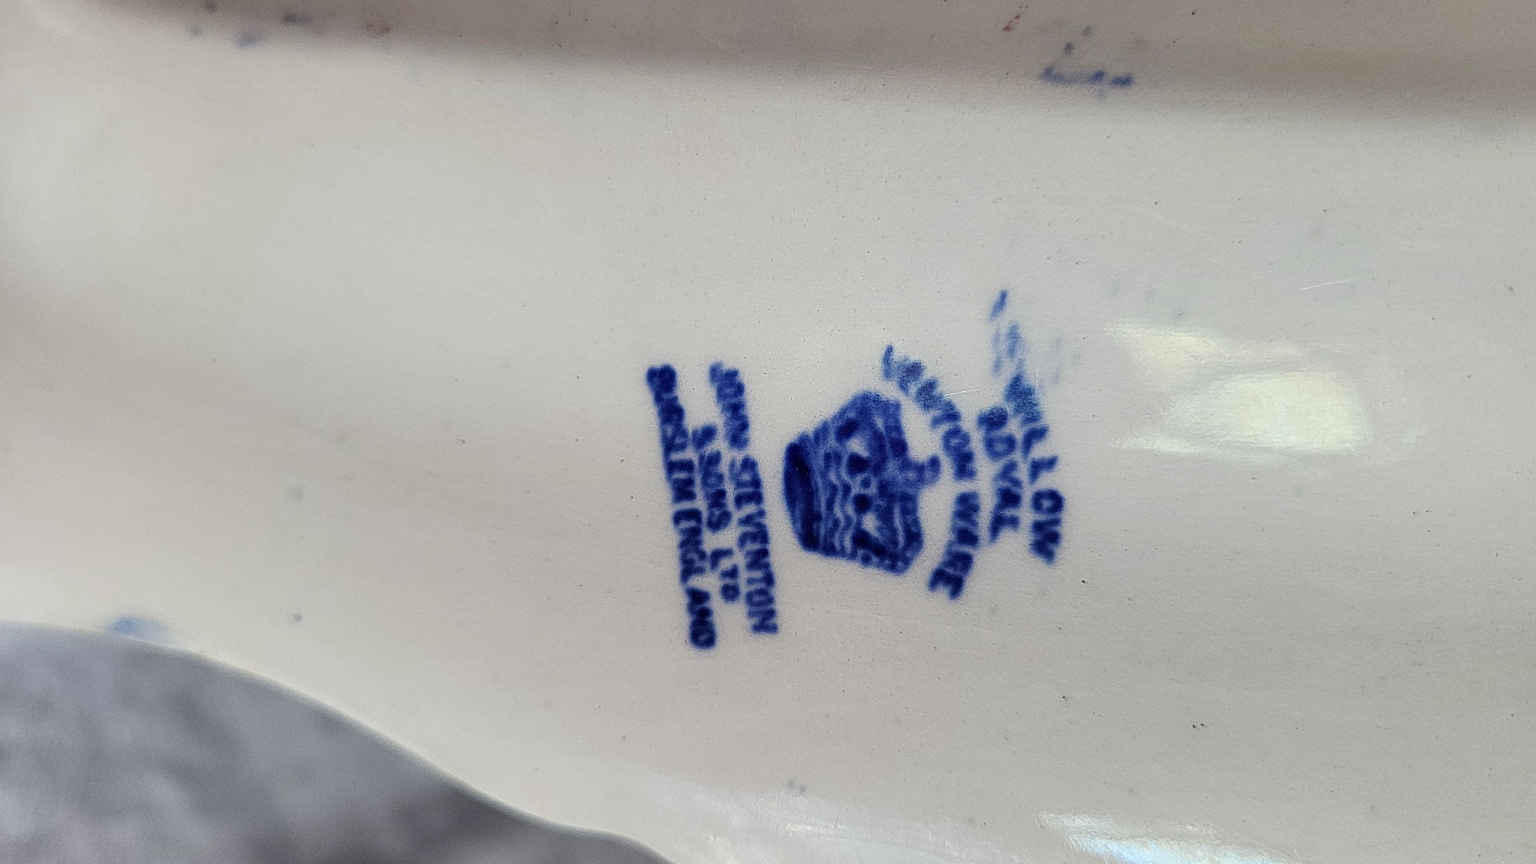 WILLOW
ROYAL
VENTON WARE
JOHN STEVENTON
& SONS LTD
BURSLEM ENGLAND